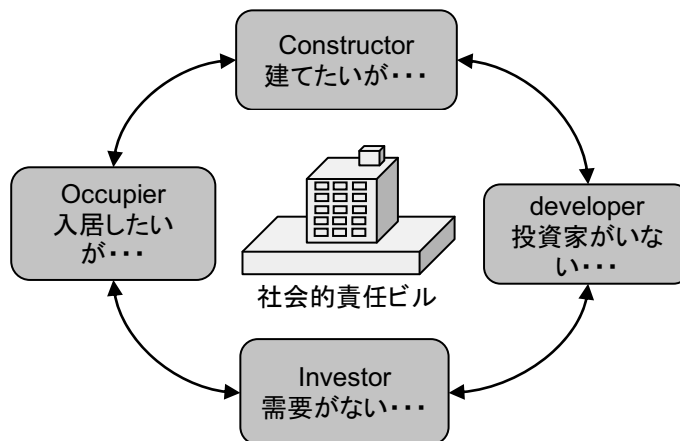 Constructor
建てたいが・・・
Occupier
入居したい
が・・・
developer
投資家がいな
い・・・
社会的責任ビル
Investor
需要がない・・・